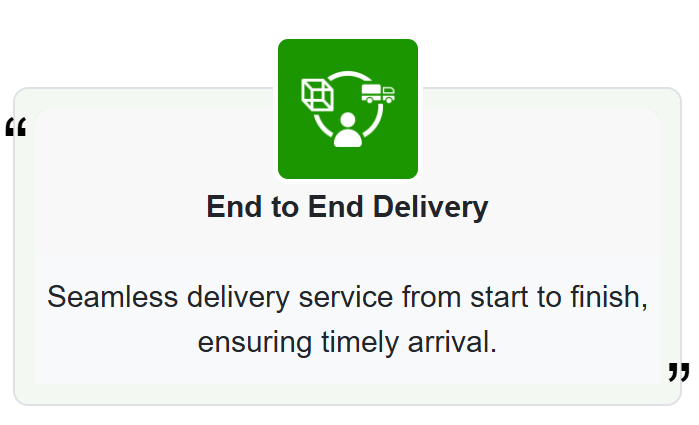 “
End to End Delivery
Seamless delivery service from start to finish,
ensuring timely arrival.
”